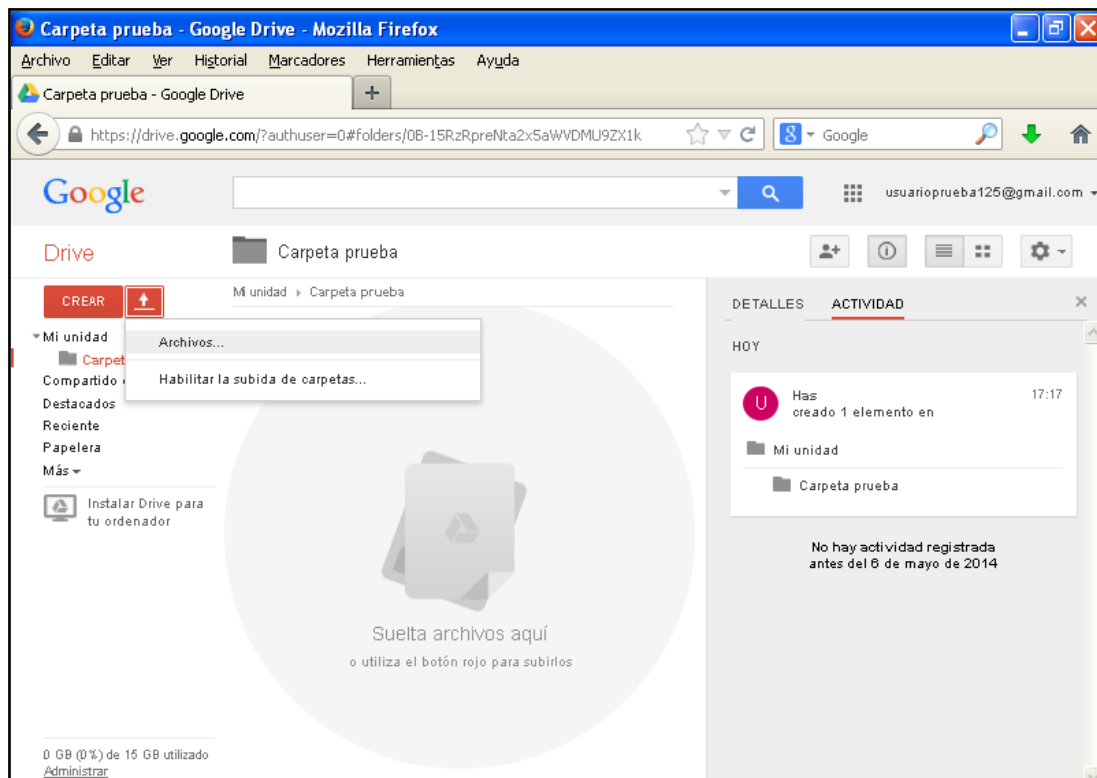 Carpeta prueba - Google Drive - Mozilla Firefox
Archivo Editar Ver Historial Marcadores Herramientas Ayuda
Carpeta prueba - Google Drive +
https://drive.google.com/?authuser=0#folders/0B-15RzRpreNta2x5aWVDMU9ZX1k 8 Google
Google usuarioprueba125@gmail.com
Drive Carpeta prueba
CREAR Mi unidad Carpeta prueba DETALLES ACTIVIDAD
Mi unidad
Archivos...
HOY
Carpet
Compartido
Habilitar la subida de carpetas...
Destacados
Reciente
Papelera
Más
Instalar Drive para
tu ordenador
U Has 17:17
creado 1 elemento en
Mi unidad
Carpeta prueba
No hay actividad registrada
antes del 6 de mayo de 2014
Suelta archivos aquí
o utiliza el botón rojo para subirlos
0 GB (0%) de 15 GB utilizado
Administrar